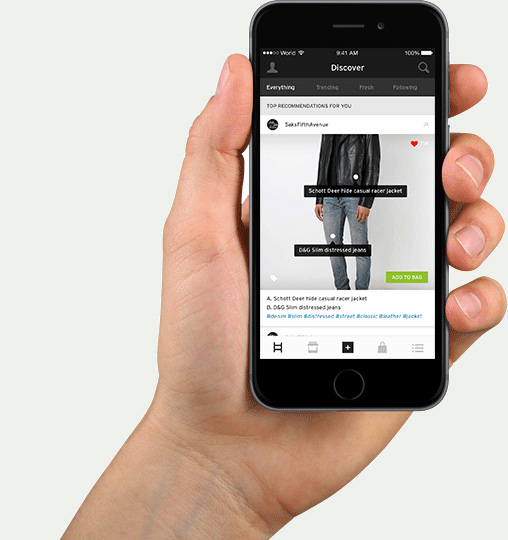 World 9:41 AM 100%
Discover
Everything Trending Fresh Following
TOP RECOMMENDATIONS FOR YOU
SaksFifthAvenue
Schott Deer hide casual racer jacket
D&G Slim distressed jeans
ADD TO BAG
A. Schott Deer hide casual racer jacket
B. D&G Slim distressed jeans
#denim #slim #distressed #street #classic #leather #jacket